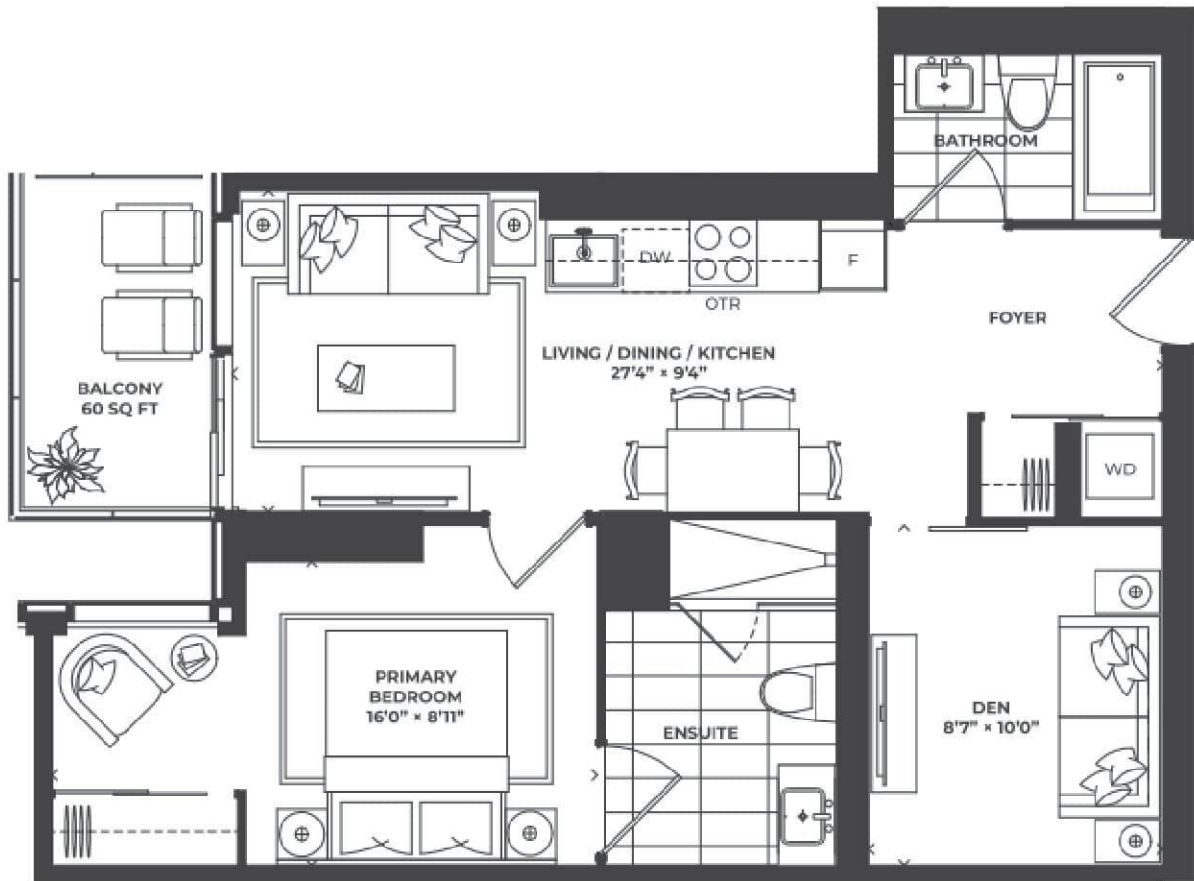 BATHROOM
DW
F
OTR
FOYER
LIVING / DINING / KITCHEN
27'4" × 9'4"
BALCONY
60 SQ FT
WD
PRIMARY
BEDROOM
16'0" × 8'11"
ENSUITE
DEN
8'7" × 10'0"